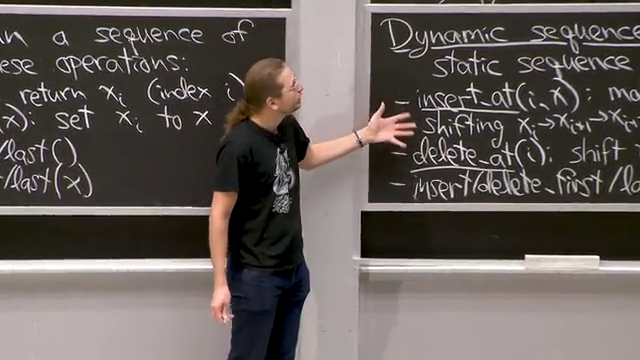 n a sequence of
ese operations:
return xᵢ (index i)
(x): set xᵢ to x
/last()
/last(x)
Dynamic sequence
static sequence
- insert_at(i,x): ma
shifting xᵢ→xᵢ₊₁→xᵢ₊
- delete_at(i): shift
- insert/delete_first/la